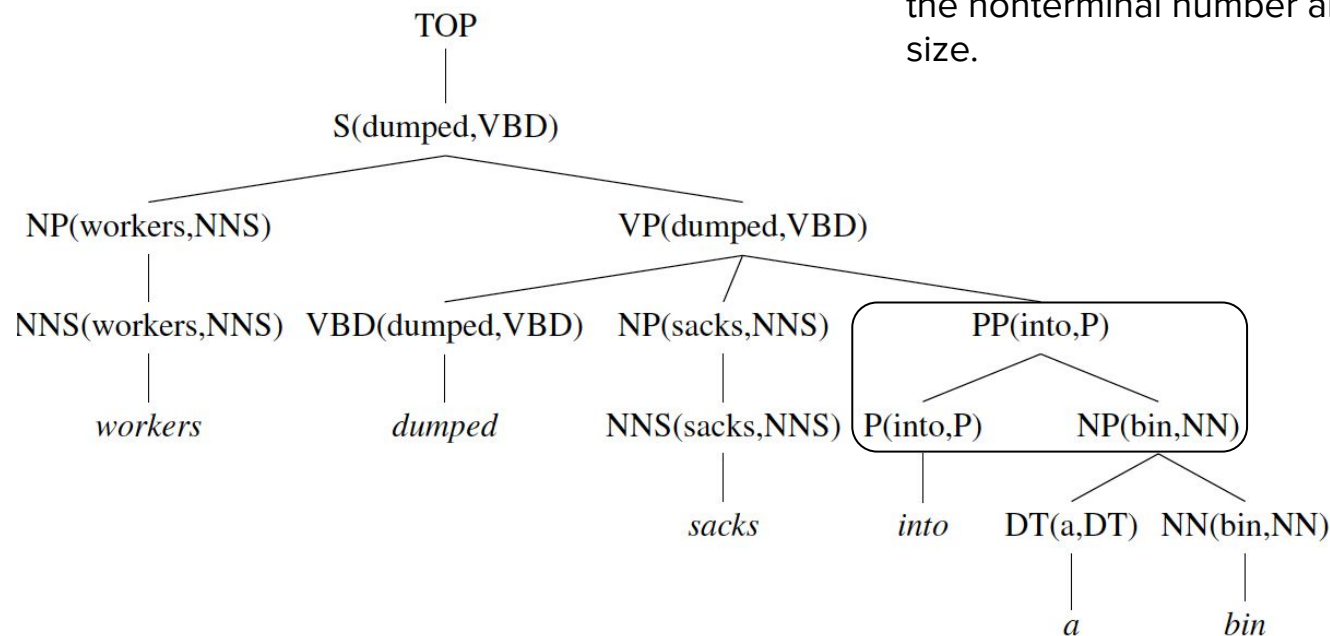 the nonterminal number a
size.
TOP
S(dumped,VBD)
NP(workers,NNS) VP(dumped,VBD)
NNS(workers,NNS) VBD(dumped,VBD) NP(sacks,NNS) PP(into,P)
workers dumped NNS(sacks,NNS) P(into,P) NP(bin,NN)
sacks into DT(a,DT) NN(bin,NN)
a bin